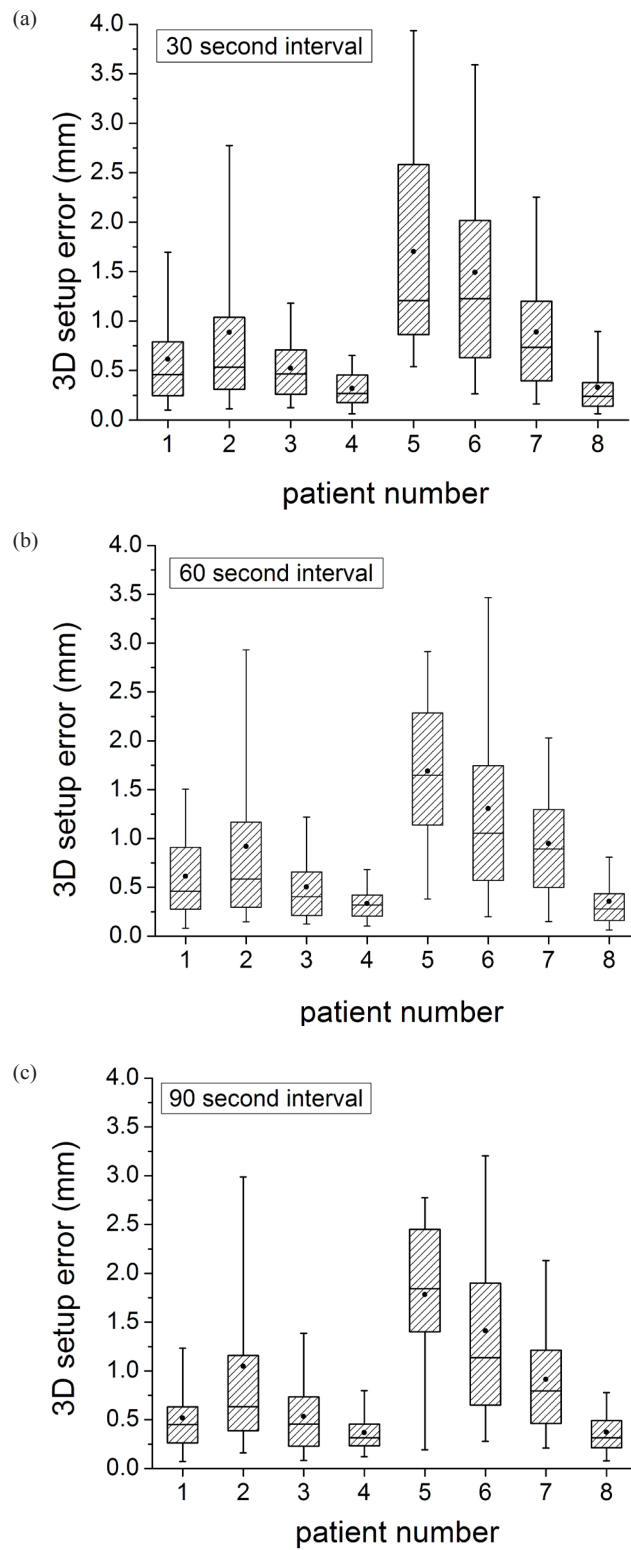 (a)
4.0
30 second interval
3.5
3.0
2.5
2.0
1.5
1.0
0.5
0.0
3D setup error (mm)
1 2 3 4 5 6 7 8
patient number
(b)
4.0
60 second interval
3.5
3.0
2.5
2.0
1.5
1.0
0.5
0.0
3D setup error (mm)
1 2 3 4 5 6 7 8
patient number
(c)
4.0
90 second interval
3.5
3.0
2.5
2.0
1.5
1.0
0.5
0.0
3D setup error (mm)
1 2 3 4 5 6 7 8
patient number